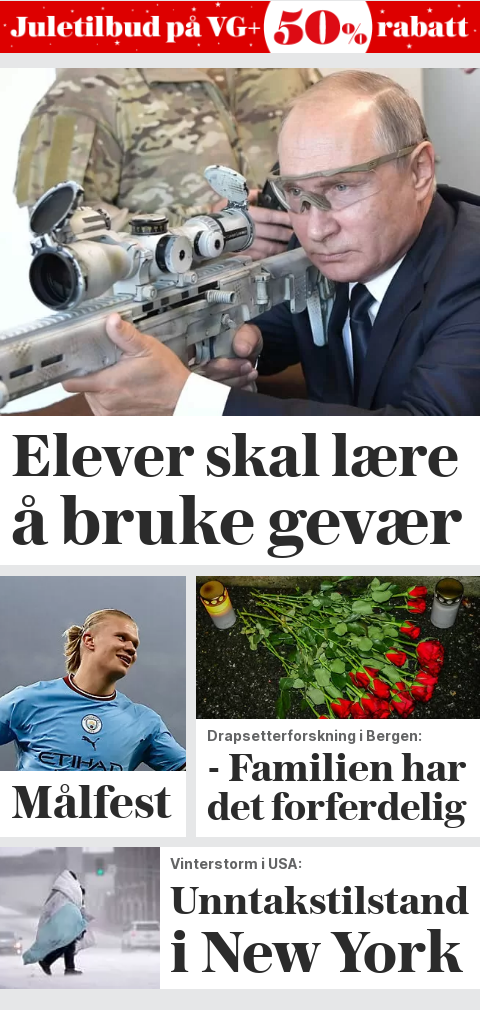 Juletilbud på VG+ 50% rabatt
Elever skal lære
å bruke gevær
ETIHAD
Målfest
Drapsetterforskning i Bergen:
- Familien har
det forferdelig
Vinterstorm i USA:
Unntakstilstand
i New York